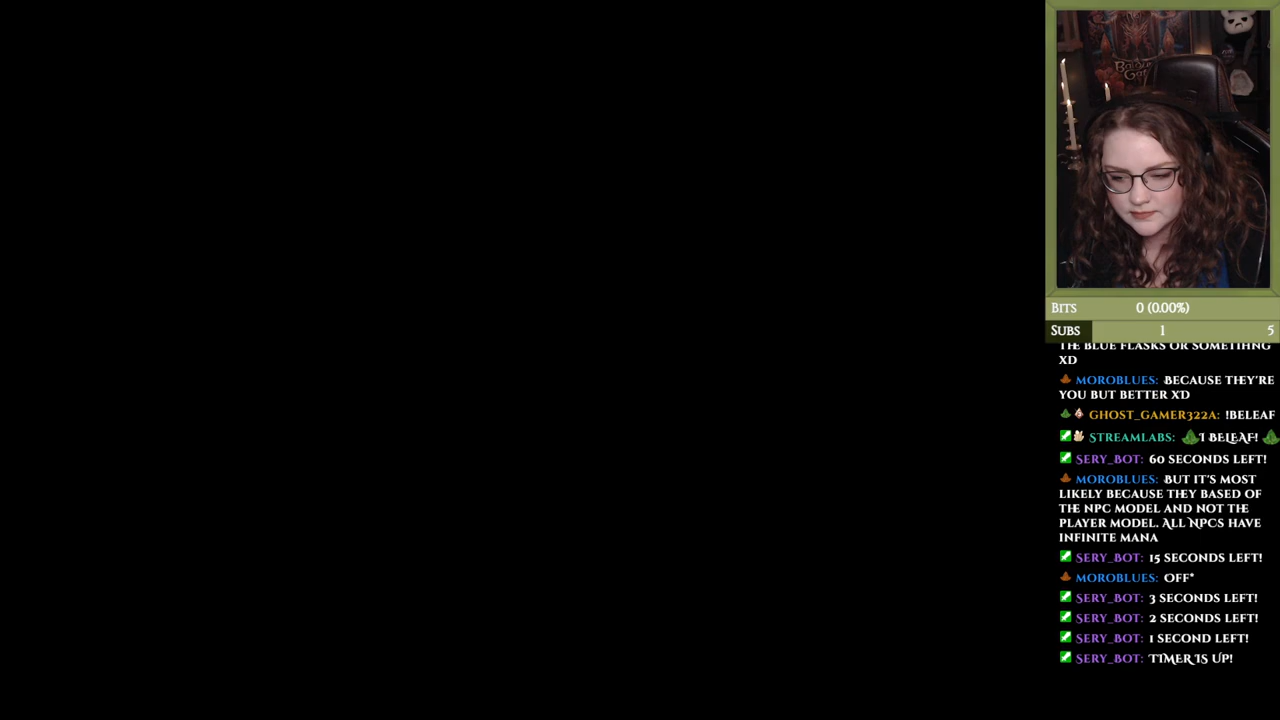 Bal
Ga
Bits 0 (0.00%)
Subs 1 5
the blue flasks or sometihng
xD
moroblues: Because they're
you but better xD
ghost_gamer322a: !beleaf
Streamlabs: I BELEAF!
Sery_Bot: 60 seconds left!
moroblues: But it's most
likely because they based of
the npc model and not the
player model. All NPCs have
infinite mana
Sery_Bot: 15 seconds left!
moroblues: off*
Sery_Bot: 3 seconds left!
Sery_Bot: 2 seconds left!
Sery_Bot: 1 second left!
Sery_Bot: Timer is up!